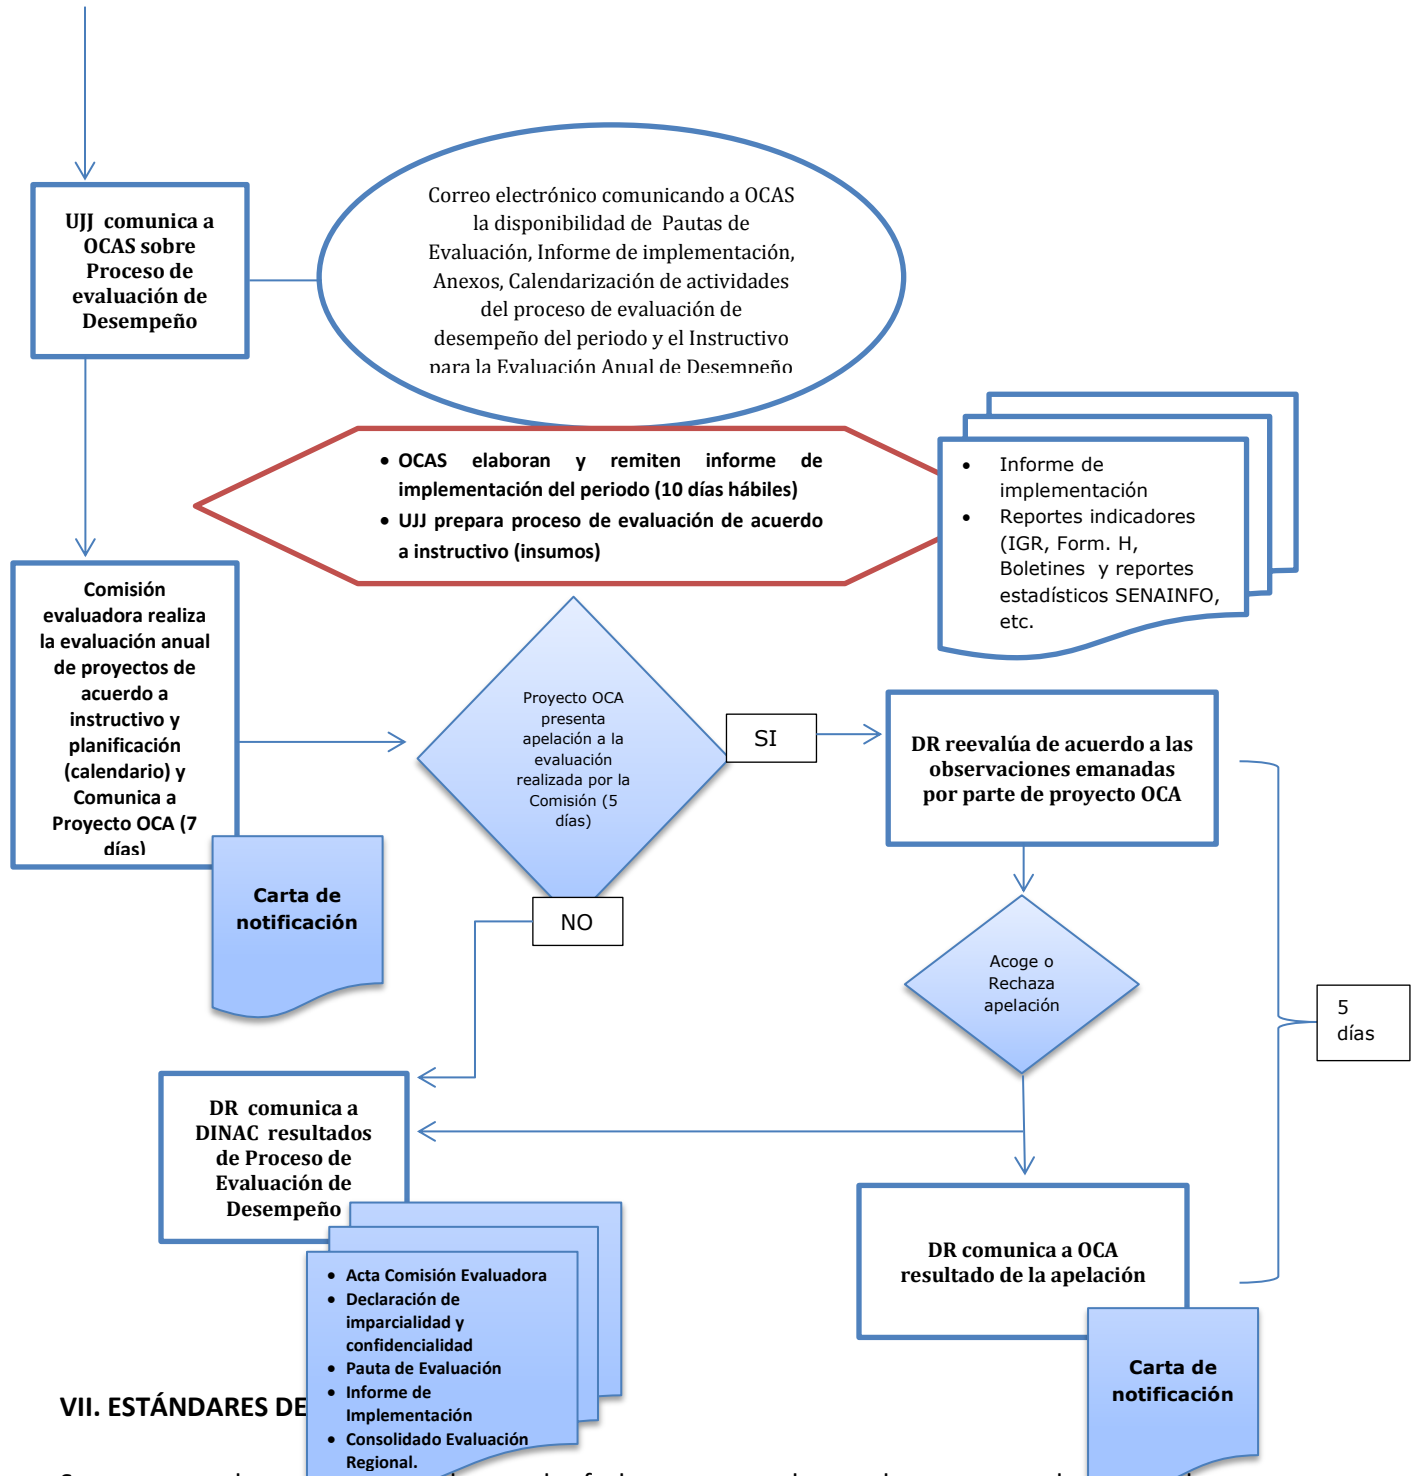 UJJ comunica a
OCAS sobre
Proceso de
evaluación de
Desempeño
Correo electrónico comunicando a OCAS
la disponibilidad de Pautas de
Evaluación, Informe de implementación,
Anexos, Calendarización de actividades
del proceso de evaluación de
desempeño del periodo y el Instructivo
para la Evaluación Anual de Desempeño
• OCAS elaboran y remiten informe de
implementación del periodo (10 días hábiles)
• UJJ prepara proceso de evaluación de acuerdo
a instructivo (insumos)
• Informe de
implementación
• Reportes indicadores
(IGR, Form. H,
Boletines y reportes
estadísticos SENAINFO,
etc.
Comisión
evaluadora realiza
la evaluación anual
de proyectos de
acuerdo a
instructivo y
planificación
(calendario) y
Comunica a
Proyecto OCA (7
días)
Carta de
notificación
Proyecto OCA
presenta
apelación a la
evaluación
realizada por la
Comisión (5
días)
SI
NO
DR reevalúa de acuerdo a las
observaciones emanadas
por parte de proyecto OCA
Acoge o
Rechaza
apelación
5
días
DR comunica a
DINAC resultados
de Proceso de
Evaluación de
Desempeño
DR comunica a OCA
resultado de la apelación
Carta de
notificación
• Acta Comisión Evaluadora
• Declaración de
imparcialidad y
confidencialidad
• Pauta de Evaluación
• Informe de
Implementación
• Consolidado Evaluación
Regional.
VII. ESTÁNDARES DE